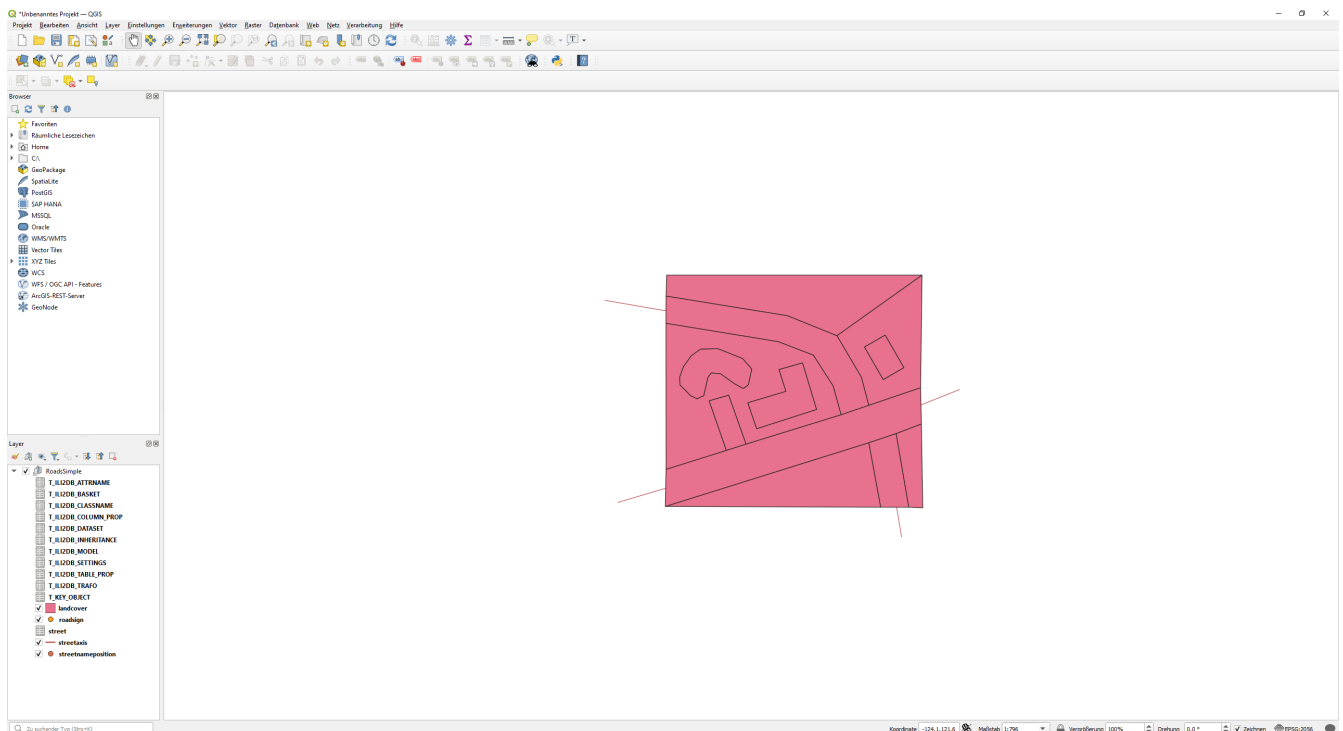 *Unbenanntes Projekt — QGIS
Projekt Bearbeiten Ansicht Layer Einstellungen Erweiterungen Vektor Raster Datenbank Web Netz Verarbeitung Hilfe
Browser
Favoriten
Räumliche Lesezeichen
Home
C:\
GeoPackage
SpatiaLite
PostGIS
SAP HANA
MSSQL
Oracle
WMS/WMTS
Vector Tiles
XYZ Tiles
WCS
WFS / OGC API - Features
ArcGIS-REST-Server
GeoNode
Layer
RoadsSimple
T_ILI2DB_ATTRNAME
T_ILI2DB_BASKET
T_ILI2DB_CLASSNAME
T_ILI2DB_COLUMN_PROP
T_ILI2DB_DATASET
T_ILI2DB_INHERITANCE
T_ILI2DB_MODEL
T_ILI2DB_SETTINGS
T_ILI2DB_TABLE_PROP
T_ILI2DB_TRAFO
T_KEY_OBJECT
landcover
roadsign
street
streetaxis
streetnameposition
Zu suchender Typ (Strg+K) Koordinate -124.1,121.6 Maßstab 1:796 Vergrößerung 100% Drehung 0.0 ° Zeichnen EPSG:2056